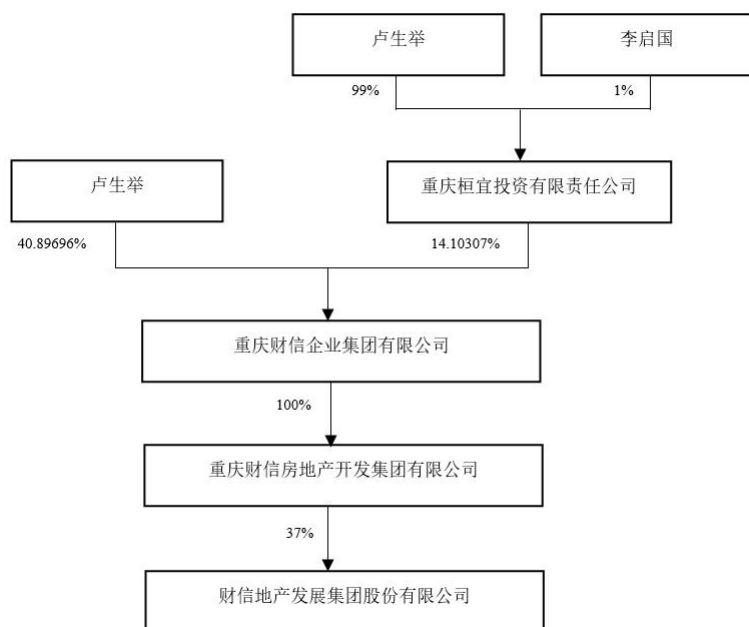 卢生举
李启国
99%
1%
卢生举
重庆桓宜投资有限责任公司
40.89696%
14.10307%
重庆财信企业集团有限公司
100%
重庆财信房地产开发集团有限公司
37%
财信地产发展集团股份有限公司